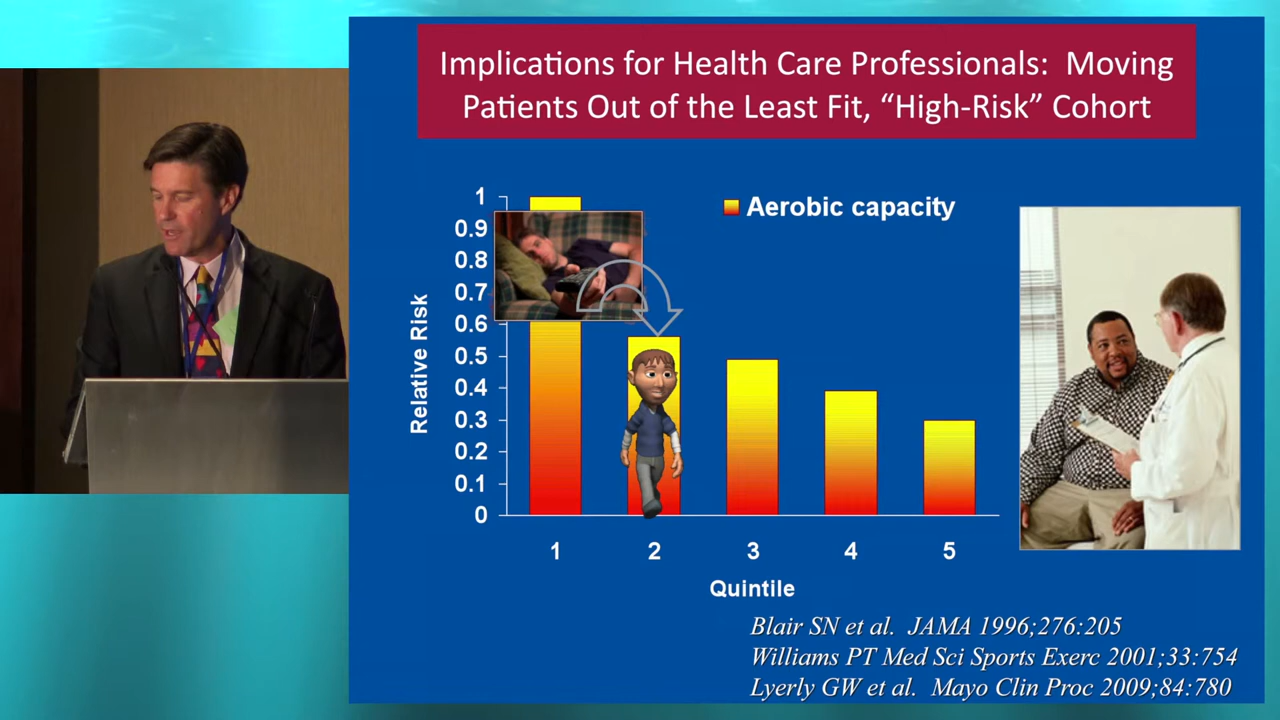 Implications for Health Care Professionals:  Moving
Patients Out of the Least Fit, “High-Risk” Cohort
Aerobic capacity
Relative Risk
1
0.9
0.8
0.7
0.6
0.5
0.4
0.3
0.2
0.1
0
1 2 3 4 5
Quintile
Blair SN et al.  JAMA 1996;276:205
Williams PT Med Sci Sports Exerc 2001;33:754
Lyerly GW et al.  Mayo Clin Proc 2009;84:780